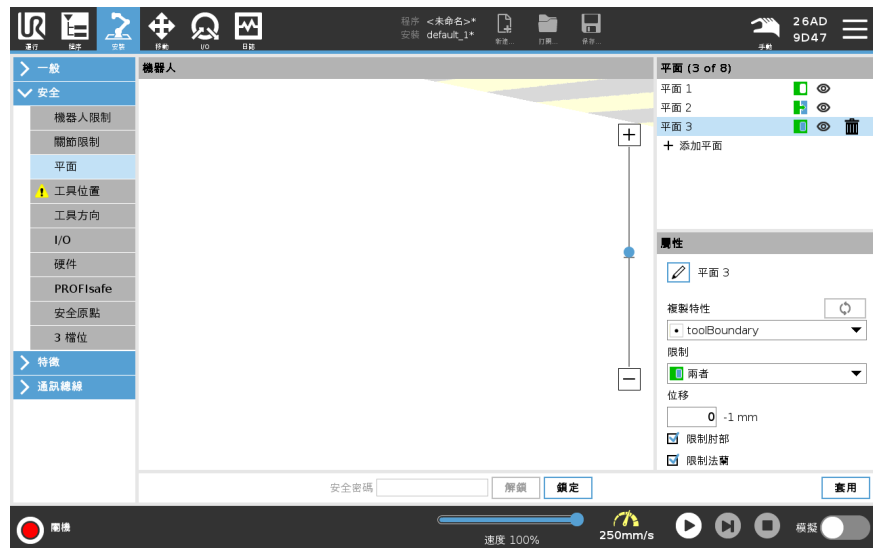 程序 <未命名>*
安裝 default_1*
26AD
9D47
運行
程序
安裝
移動
I/O
日誌
新建...
打開...
保存...
手動
一般
安全
機器人限制
關節限制
平面
工具位置
工具方向
I/O
硬件
PROFIsafe
安全原點
3 檔位
特徵
通訊總線
機器人
平面 (3 of 8)
平面 1
平面 2
平面 3
添加平面
屬性
平面 3
複製特性
toolBoundary
限制
兩者
位移
0 -1 mm
限制肘部
限制法蘭
安全密碼
解鎖
鎖定
套用
關機
速度 100%
250mm/s
模擬